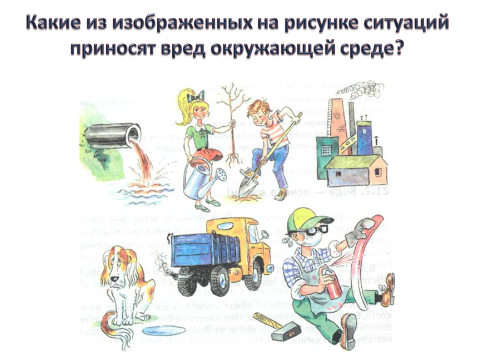 Какие из изображенных на рисунке ситуаций
приносят вред окружающей среде?